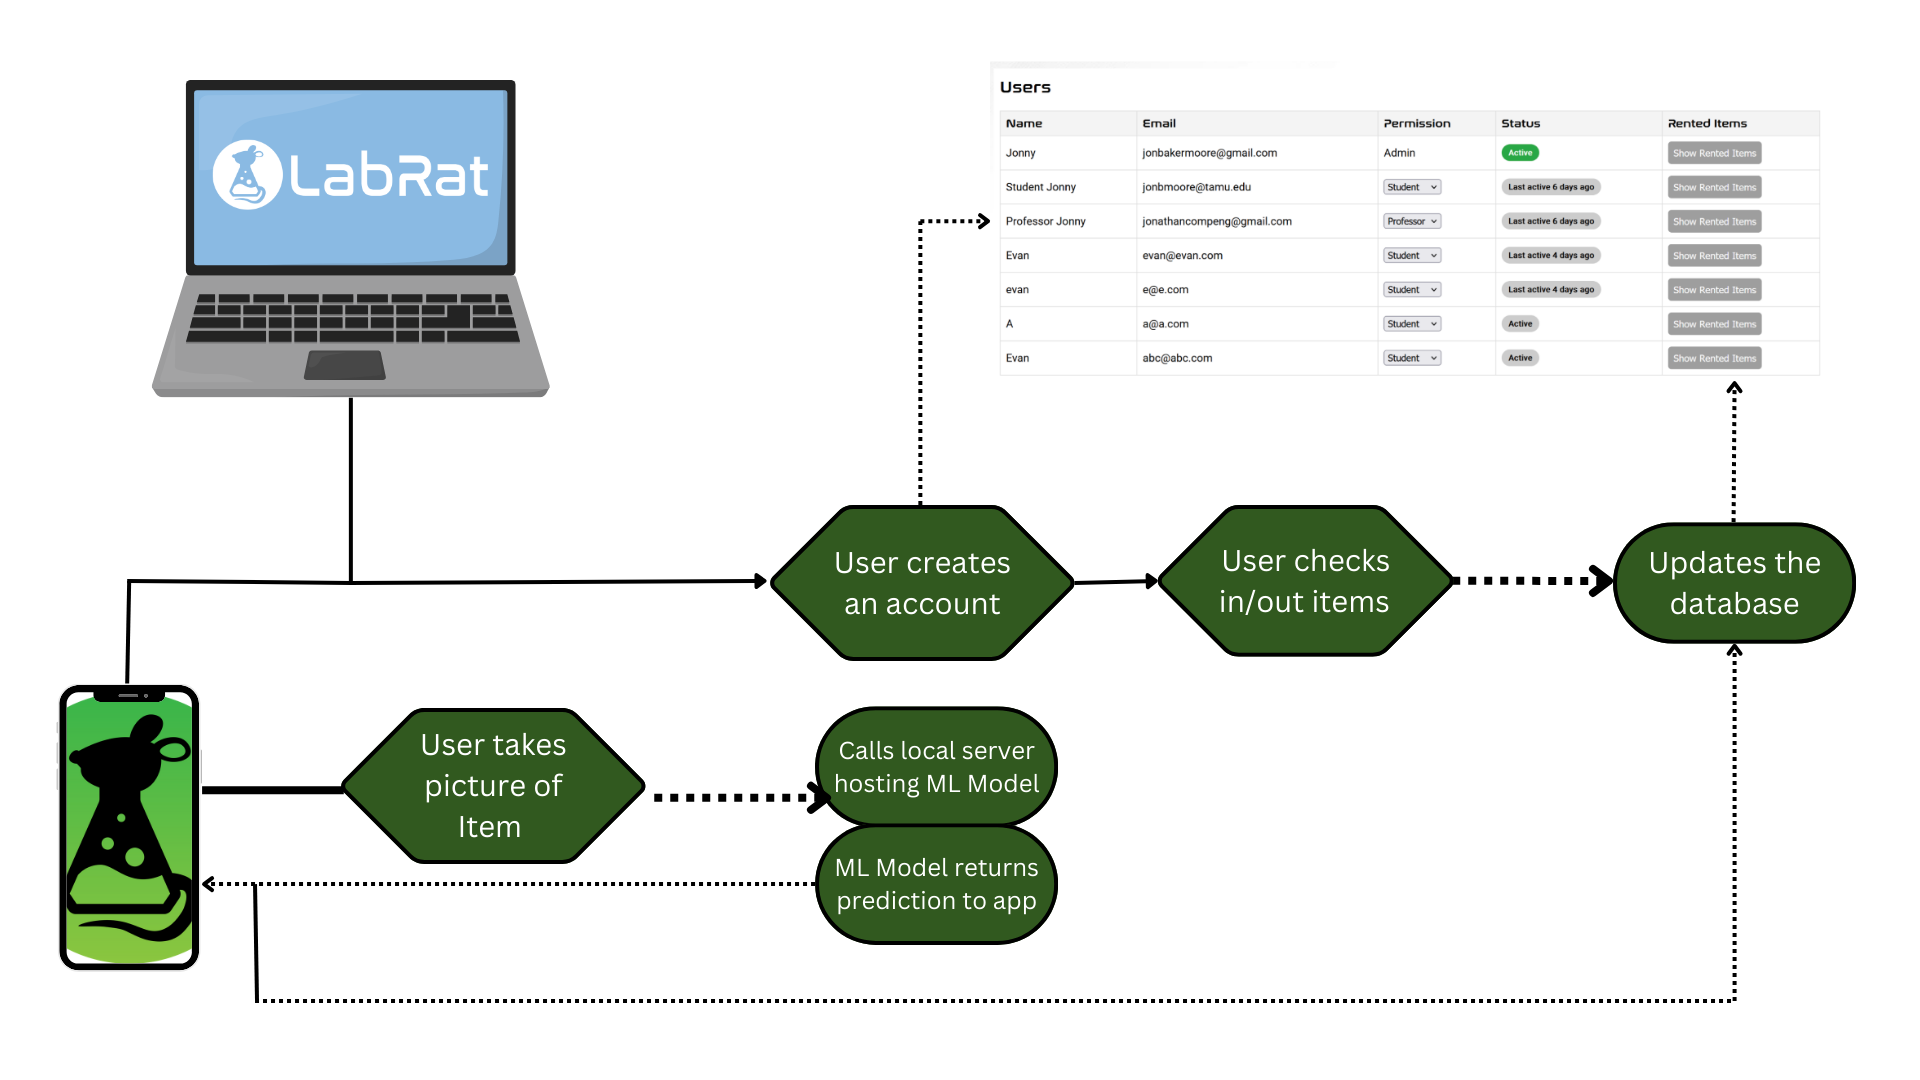 LabRat
Users
Name Email Permission Status Rented Items
Jonny jonbakermoore@gmail.com Admin Active Show Rented Items
Student Jonny jonbmoore@tamu.edu Student Last active 6 days ago Show Rented Items
Professor Jonny jonathancompeng@gmail.com Professor Last active 6 days ago Show Rented Items
Evan evan@evan.com Student Last active 4 days ago Show Rented Items
evan e@e.com Student Last active 4 days ago Show Rented Items
A a@a.com Student Active Show Rented Items
Evan abc@abc.com Student Active Show Rented Items
User creates
an account
User checks
in/out items
Updates the
database
User takes
picture of
Item
Calls local server
hosting ML Model
ML Model returns
prediction to app